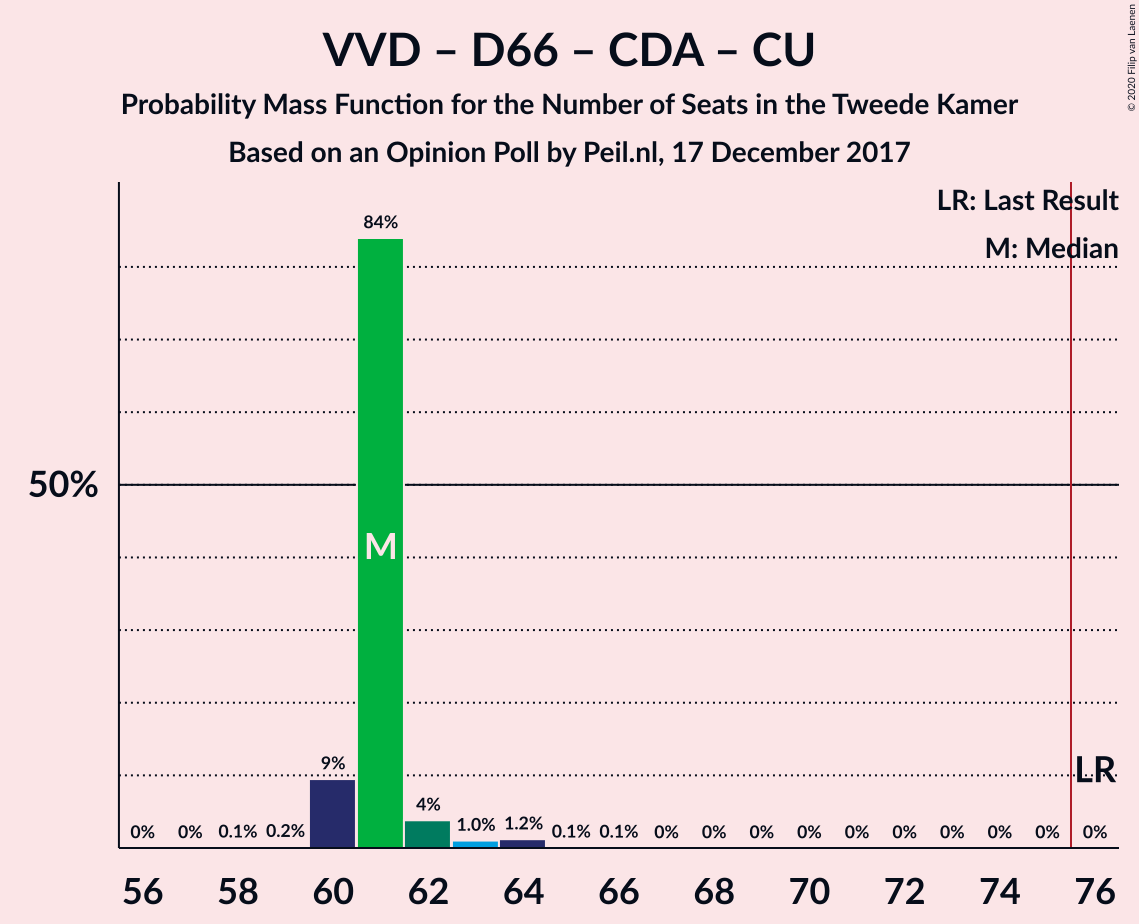 VVD – D66 – CDA – CU
Probability Mass Function for the Number of Seats in the Tweede Kamer
Based on an Opinion Poll by Peil.nl, 17 December 2017
© 2020 Filip van Laenen
LR: Last Result
M: Median
84%
50%
M
9%
4%
LR
0% 0% 0.1% 0.2% 1.0% 1.2% 0.1% 0.1% 0% 0% 0% 0% 0% 0% 0% 0% 0% 0%
56 58 60 62 64 66 68 70 72 74 76